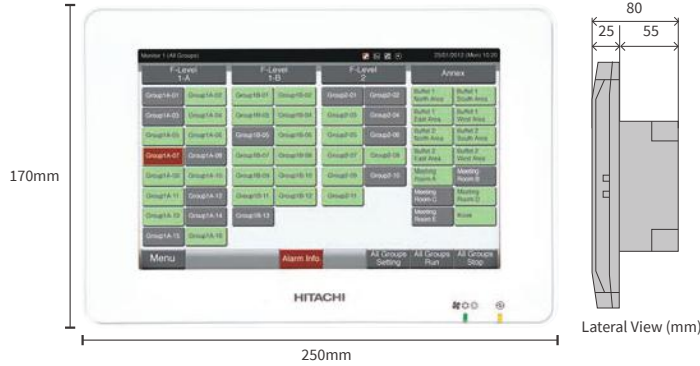 80
25 55
Monitor 1 (All Groups) 23/01/2012 (Mon) 10:20
F-Level
1-A
F-Level
1-B
F-Level
2
Annex
Group1A-01 Group1A-02 Group1B-01 Group1B-02 Group2-01 Group2-02 Buffet 1
North Area
Buffet 1
South Area
Group1A-03 Group1A-04 Group1B-03 Group1B-04 Group2-03 Group2-04 Buffet 1
East Area
Buffet 1
West Area
Group1A-05 Group1A-06 Group1B-05 Group1B-06 Group2-05 Group2-06 Buffet 2
North Area
Buffet 2
South Area
Group1A-07 Group1A-08 Group1B-07 Group1B-08 Group2-07 Group2-08 Buffet 2
East Area
Buffet 2
West Area
Group1A-09 Group1A-10 Group1B-09 Group1B-10 Group2-09 Group2-10 Meeting
Room A
Meeting
Room B
Group1A-11 Group1A-12 Group1B-11 Group1B-12 Group2-11 Meeting
Room C
Meeting
Room D
Group1A-13 Group1A-14 Group1B-13 Meeting
Room E
Group1A-15 Group1A-16
Menu Alarm Info. All Groups
Setting
All Groups
Run
All Groups
Stop
170mm
HITACHI
250mm
Lateral View (mm)